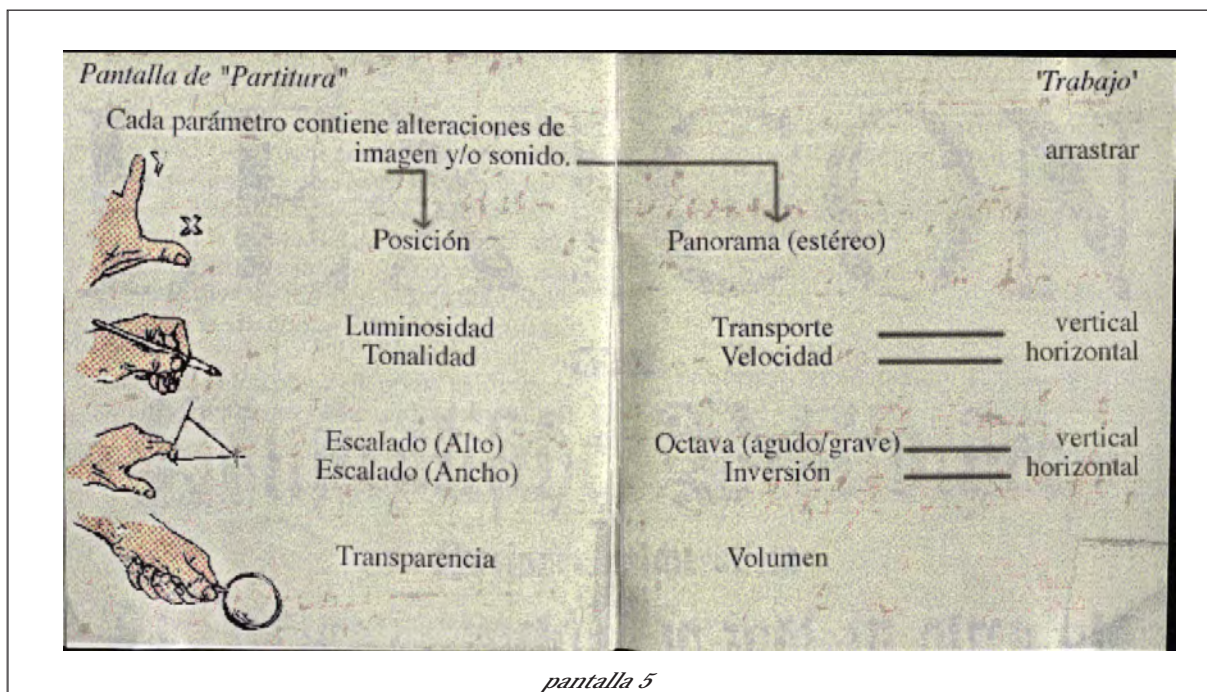 Pantalla de "Partitura"
'Trabajo'
Cada parámetro contiene alteraciones de
imagen y/o sonido.
arrastrar
Posición
Panorama (estéreo)
Luminosidad
Transporte
vertical
Tonalidad
Velocidad
horizontal
Escalado (Alto)
Octava (agudo/grave)
vertical
Escalado (Ancho)
Inversión
horizontal
Transparencia
Volumen
pantalla 5